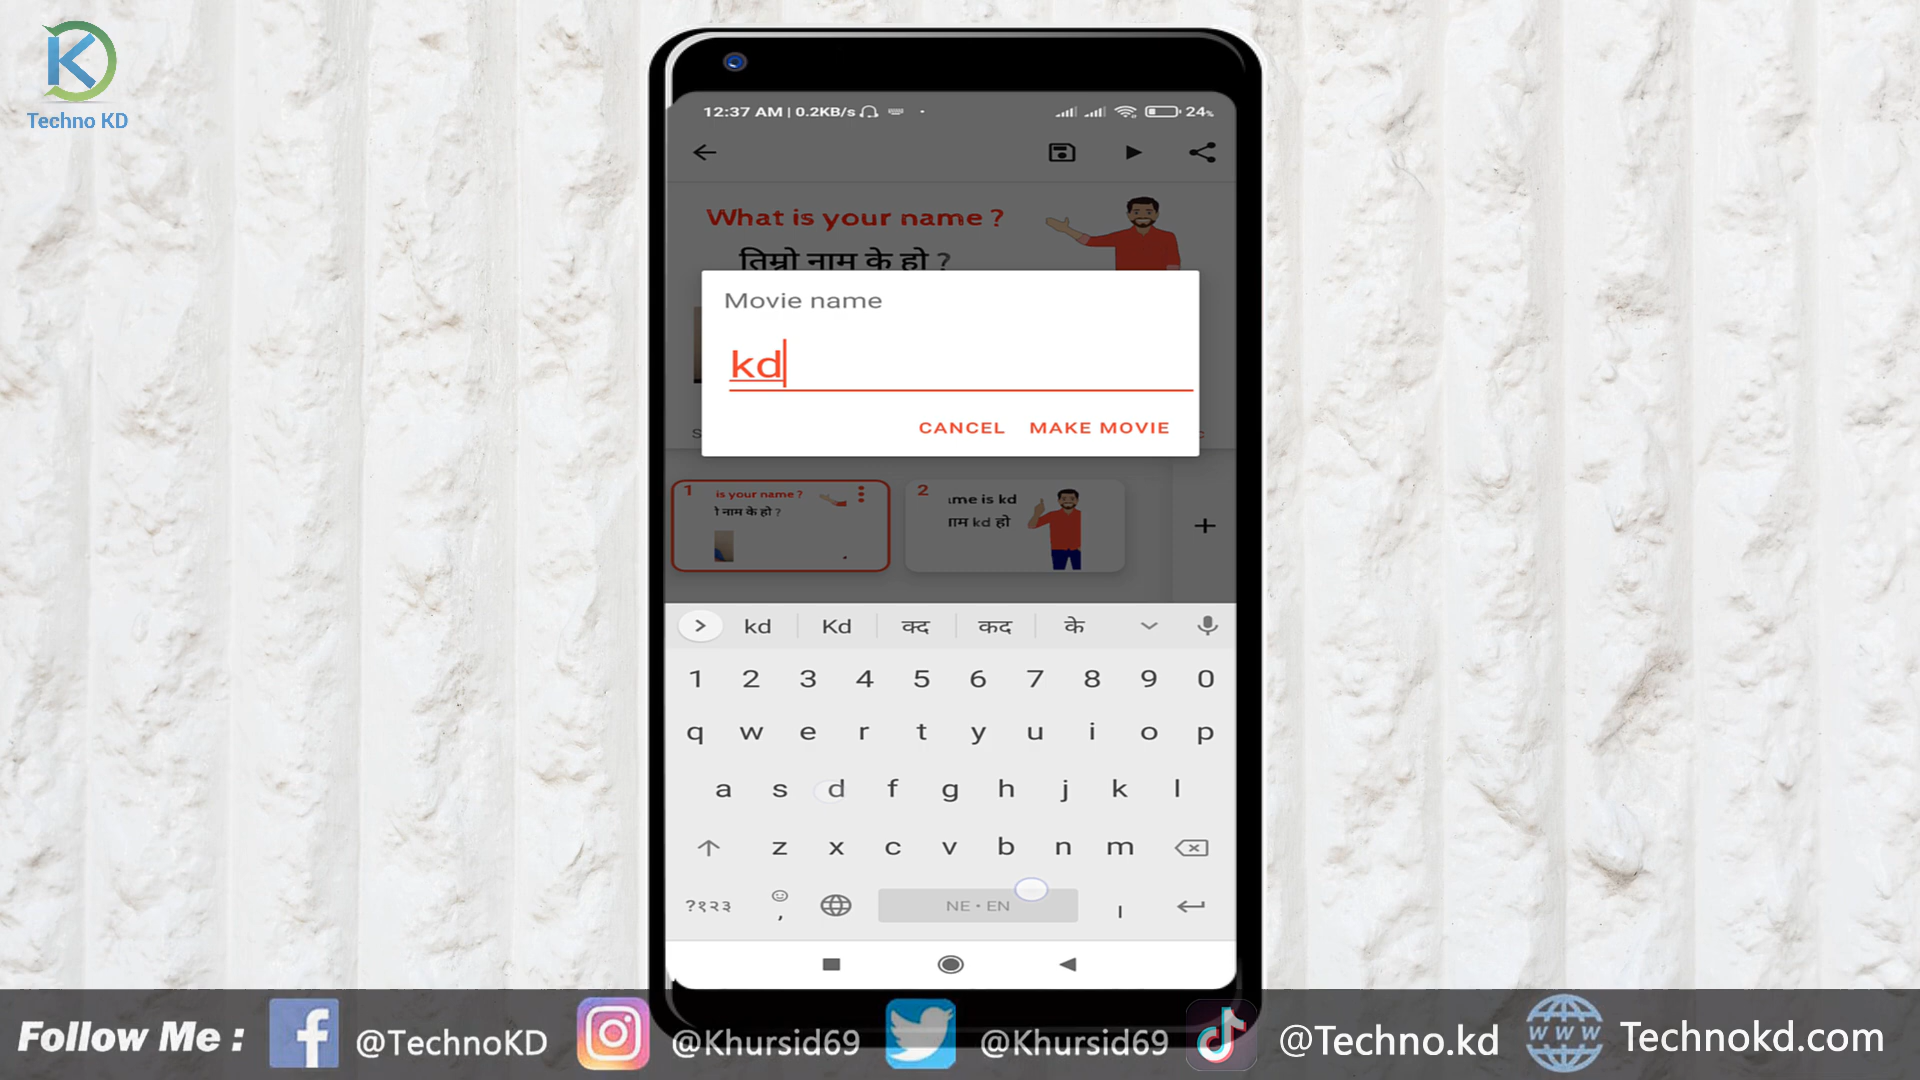 Techno KD
12:37 AM | 0.2KB/s
24%
What is your name ?
तिम्रो नाम के हो ?
Movie name
kd
CANCEL MAKE MOVIE
1 is your name ?
नाम के हो ?
2 me is kd
kd हो
+
> kd Kd क्द कद के
1 2 3 4 5 6 7 8 9 0
q w e r t y u i o p
a s d f g h j k l
z x c v b n m
?१२३ , NE • EN ।
Follow Me : @TechnoKD @Khursid69 @Khursid69 @Techno.kd www Technokd.com